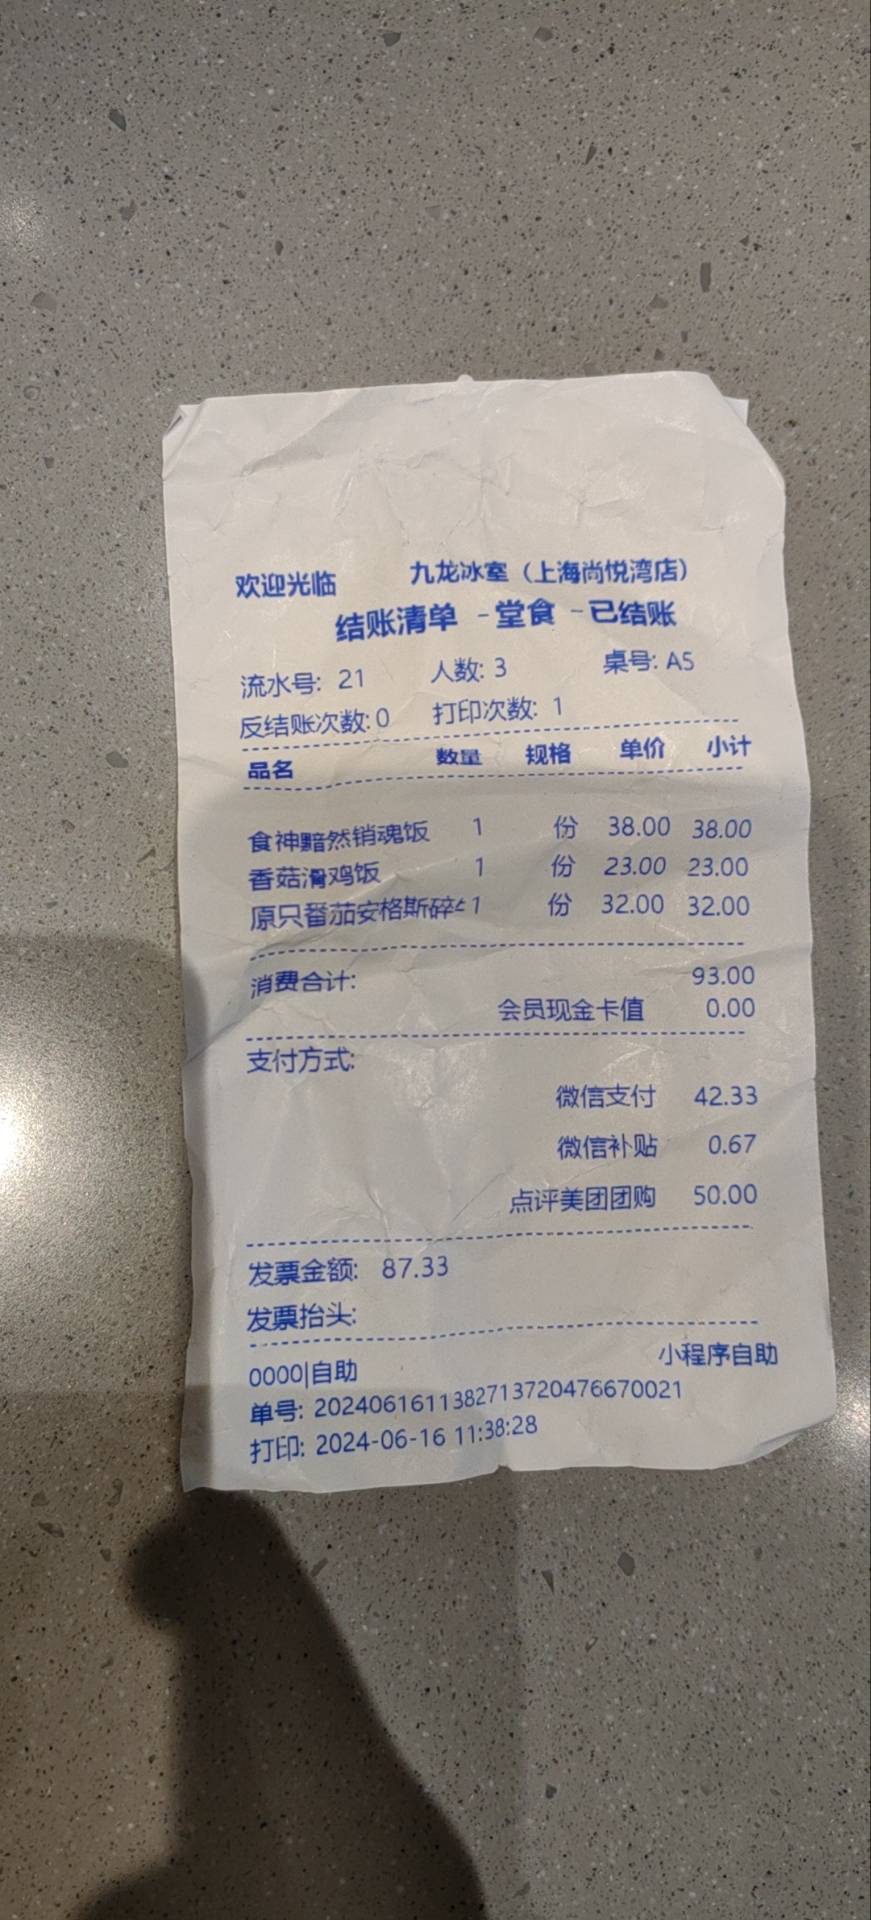 欢迎光临 九龙冰室（上海尚悦湾店）
结账清单 -堂食 -已结账
流水号: 21 人数: 3 桌号: A5
反结账次数:0 打印次数: 1
品名 数量 规格 单价 小计
食神黯然销魂饭 1 份 38.00 38.00
香菇滑鸡饭 1 份 23.00 23.00
原只番茄安格斯碎 1 份 32.00 32.00
消费合计: 93.00
会员现金卡值 0.00
支付方式:
微信支付 42.33
微信补贴 0.67
点评美团团购 50.00
发票金额: 87.33
发票抬头:
0000|自助 小程序自助
单号: 2024061611382713720476670021
打印: 2024-06-16 11:38:28